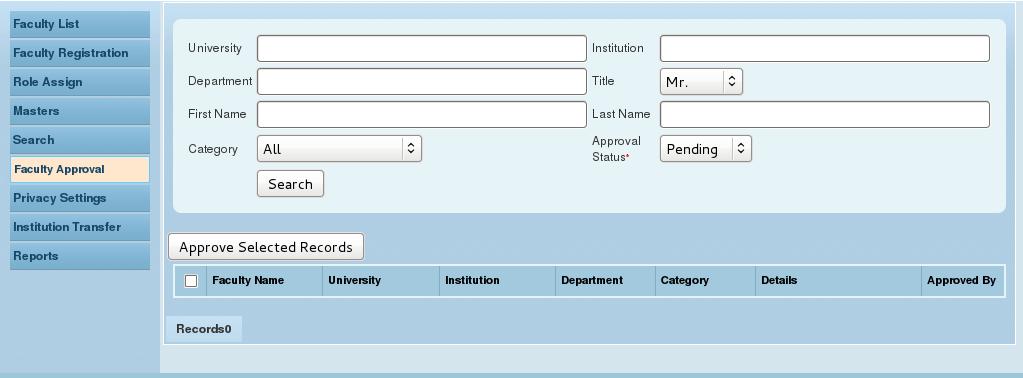 Faculty List
Faculty Registration
Role Assign
Masters
Search
Faculty Approval
Privacy Settings
Institution Transfer
Reports
University Institution
Department Title Mr.
First Name Last Name
Category All Approval Status* Pending
Search
Approve Selected Records
Faculty Name University Institution Department Category Details Approved By
Records0